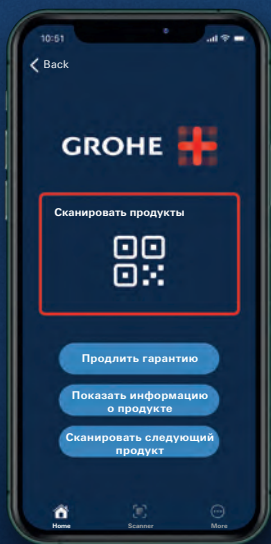 10:51
Back
GROHE
Сканировать продукты
Продлить гарантию
Показать информацию
о продукте
Сканировать следующий
продукт
Home
Scanner
More